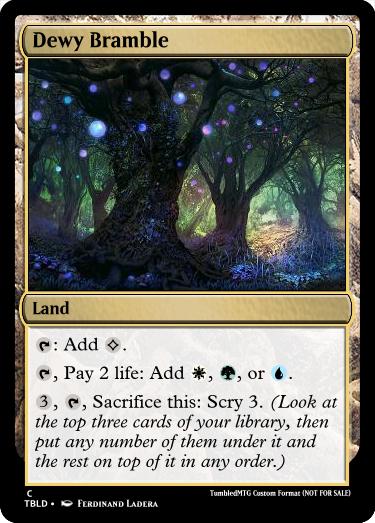 Dewy Bramble
Land
: Add .
, Pay 2 life: Add , , or .
3, , Sacrifice this: Scry 3. (Look at
the top three cards of your library, then
put any number of them under it and
the rest on top of it in any order.)
C
TBLD • Ferdinand Ladera
TumbledMTG Custom Format (NOT FOR SALE)